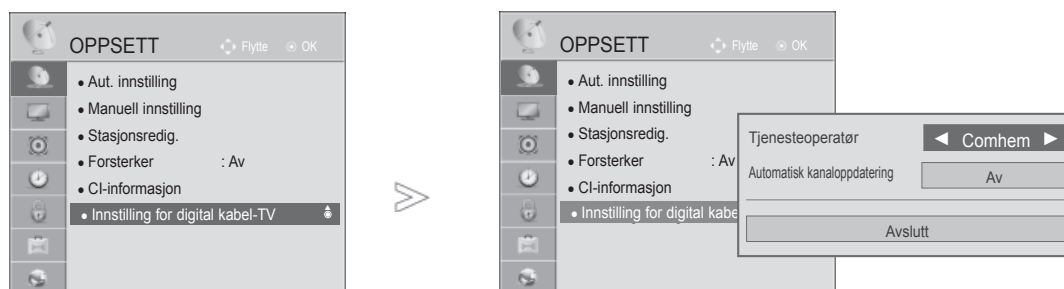 OPPSETT Flytte OK
• Aut. innstilling
• Manuell innstilling
• Stasjonsredig.
• Forsterker : Av
• CI-informasjon
• Innstilling for digital kabel-TV
OPPSETT Flytte OK
• Aut. innstilling
• Manuell innstilling
• Stasjonsredig.
• Forsterker : Av
• CI-informasjon
• Innstilling for digital kabe
Tjenesteoperatør ◄ Comhem ►
Automatisk kanaloppdatering Av
Avslutt